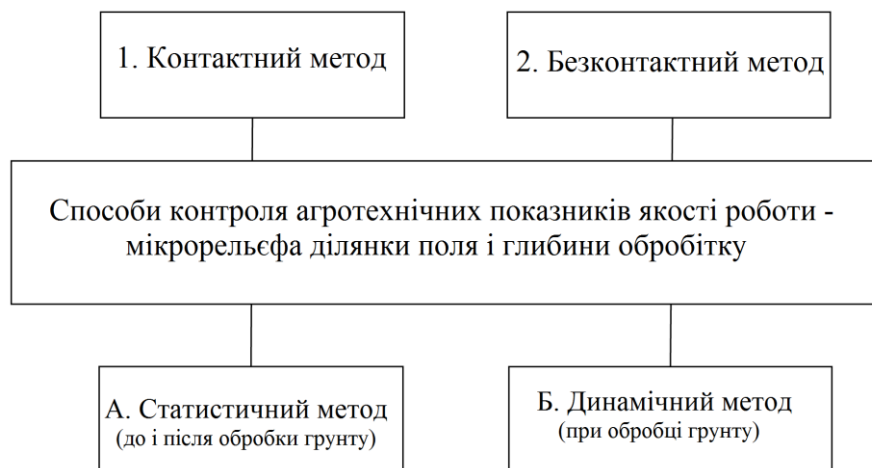 1. Контактний метод
2. Безконтактний метод
Способи контроля агротехнічних показників якості роботи -
мікрорельєфа ділянки поля і глибини обробітку
А. Статистичний метод
(до і після обробки грунту)
Б. Динамічний метод
(при обробці грунту)